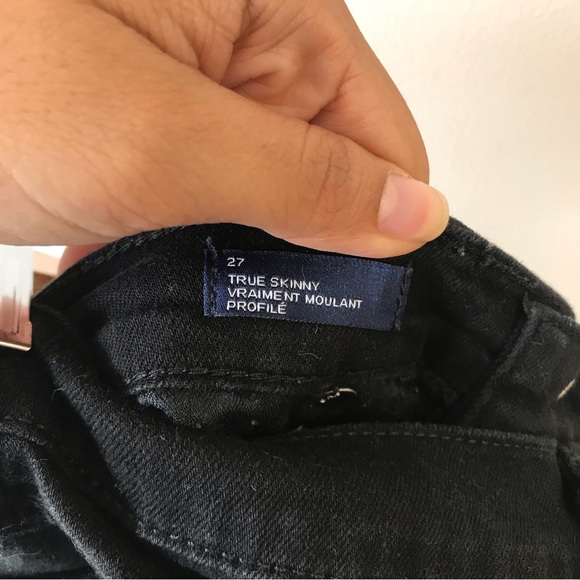 27
TRUE SKINNY
VRAIMENT MOULANT
PROFILÉ